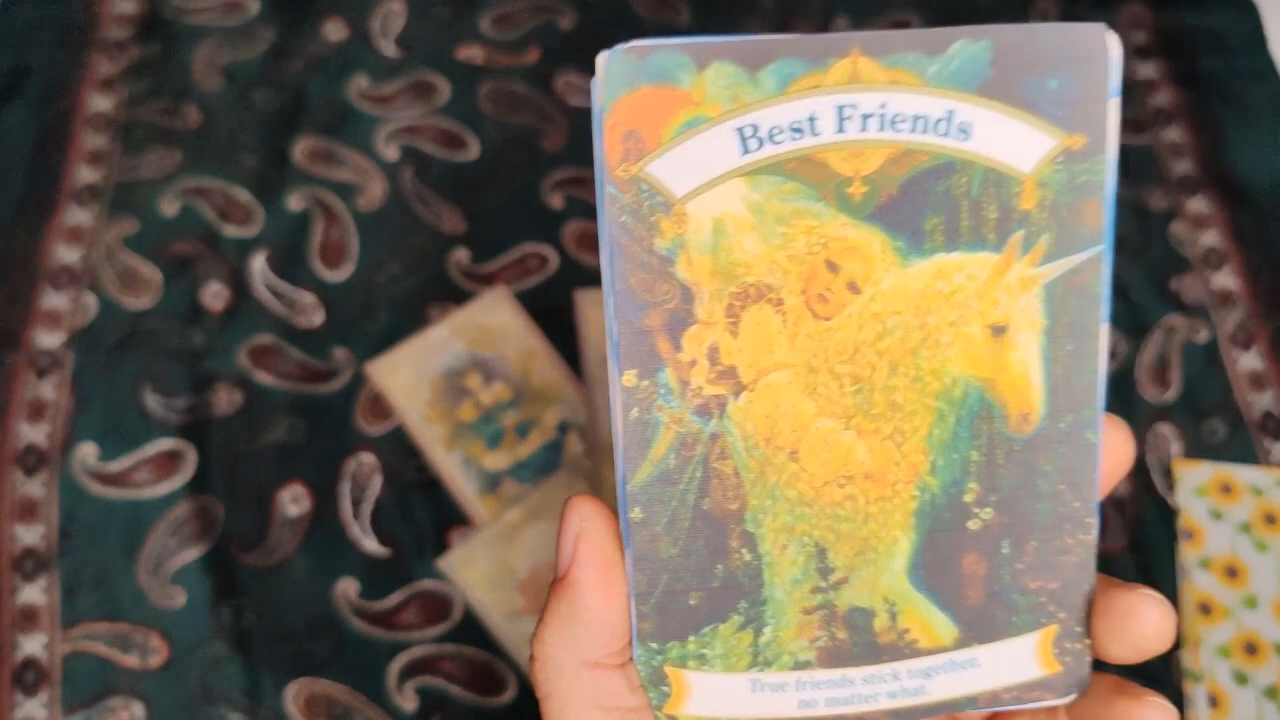 Best Friends
True friends stick together,
no matter what.